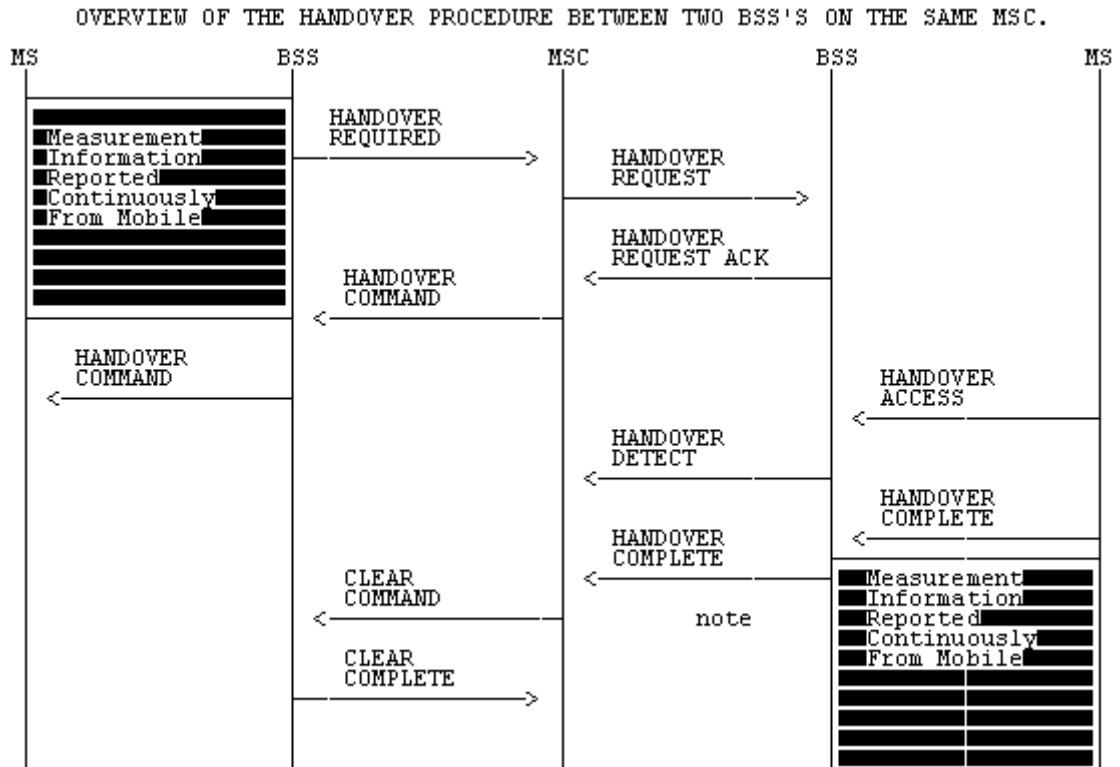 OVERVIEW OF THE HANDOVER PROCEDURE BETWEEN TWO BSS'S ON THE SAME MSC.
MS BSS MSC BSS MS
HANDOVER
REQUIRED
Measurement
Information
Reported
Continuously
From Mobile
HANDOVER
REQUEST
HANDOVER
REQUEST ACK
HANDOVER
COMMAND
HANDOVER
COMMAND
HANDOVER
ACCESS
HANDOVER
DETECT
HANDOVER
COMPLETE
HANDOVER
COMPLETE
CLEAR
COMMAND
note
Measurement
Information
Reported
Continuously
From Mobile
CLEAR
COMPLETE